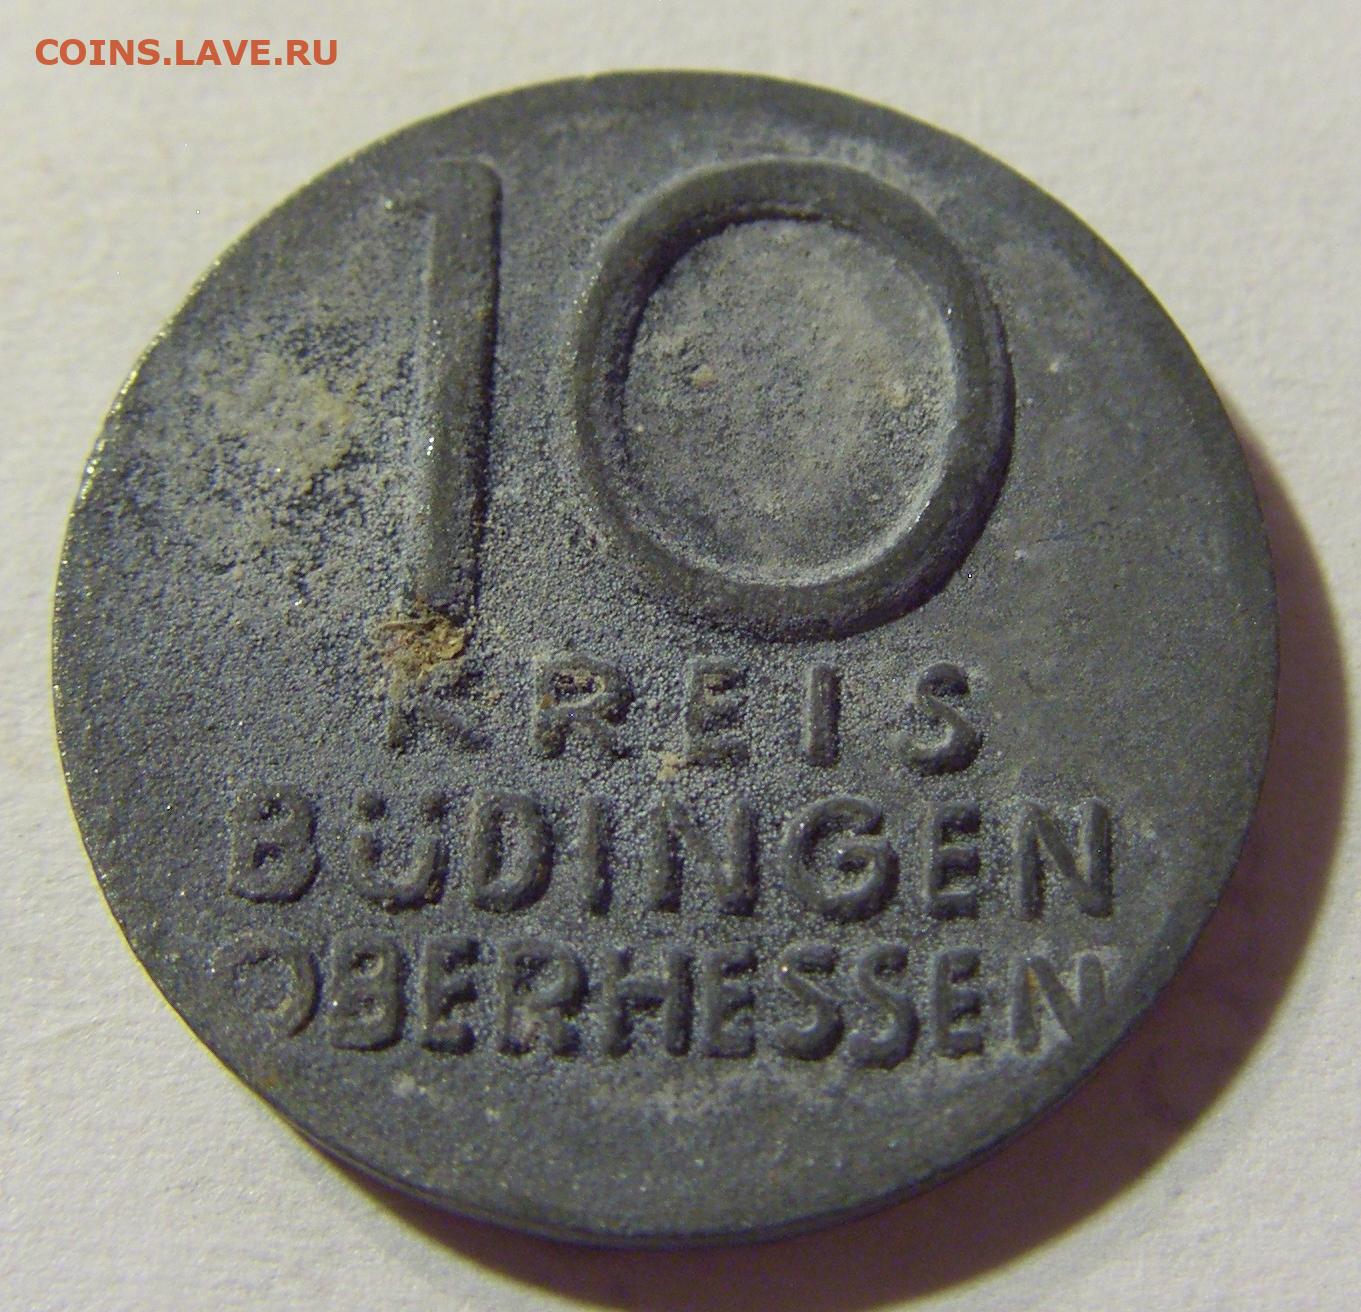 COINS.LAVE.RU
10
KREIS
BÜDINGEN
OBERHESSEN